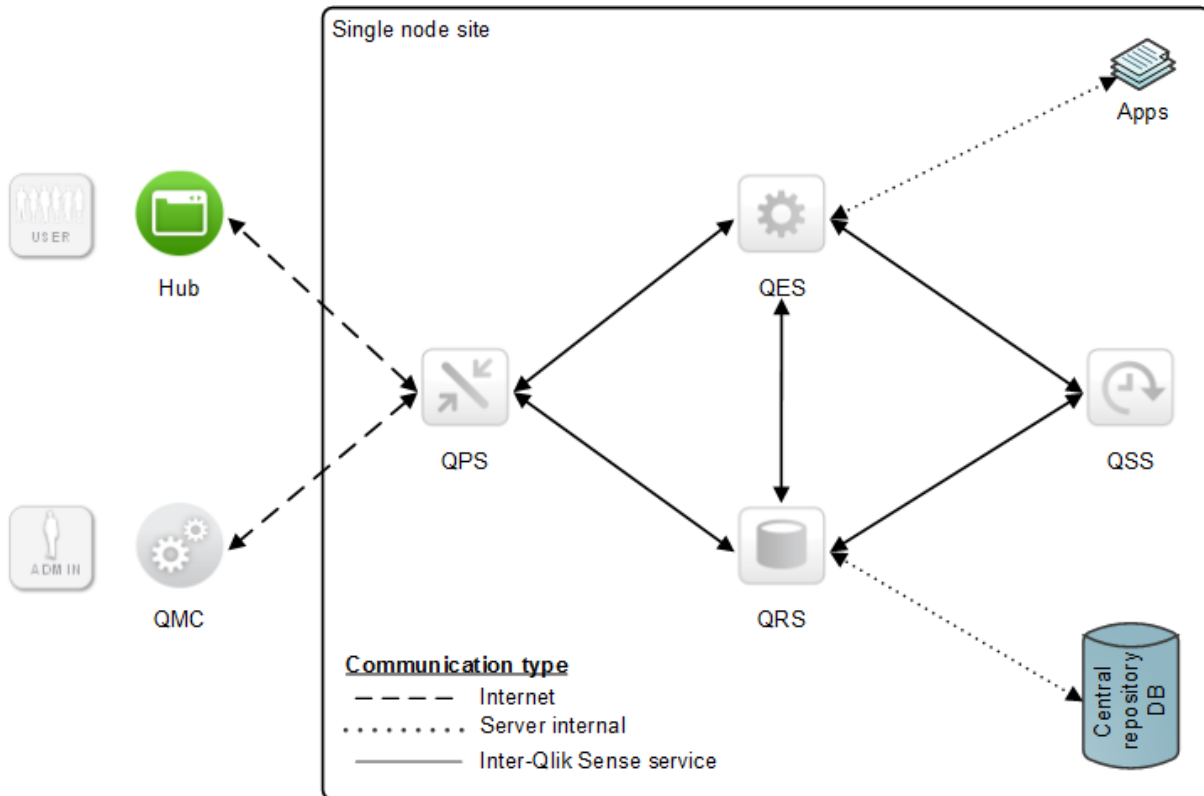 Single node site
Apps
USER
Hub
QES
QPS
QSS
ADMIN
QMC
QRS
Communication type
Internet
Server internal
Inter-Qlik Sense service
Central
repository
DB